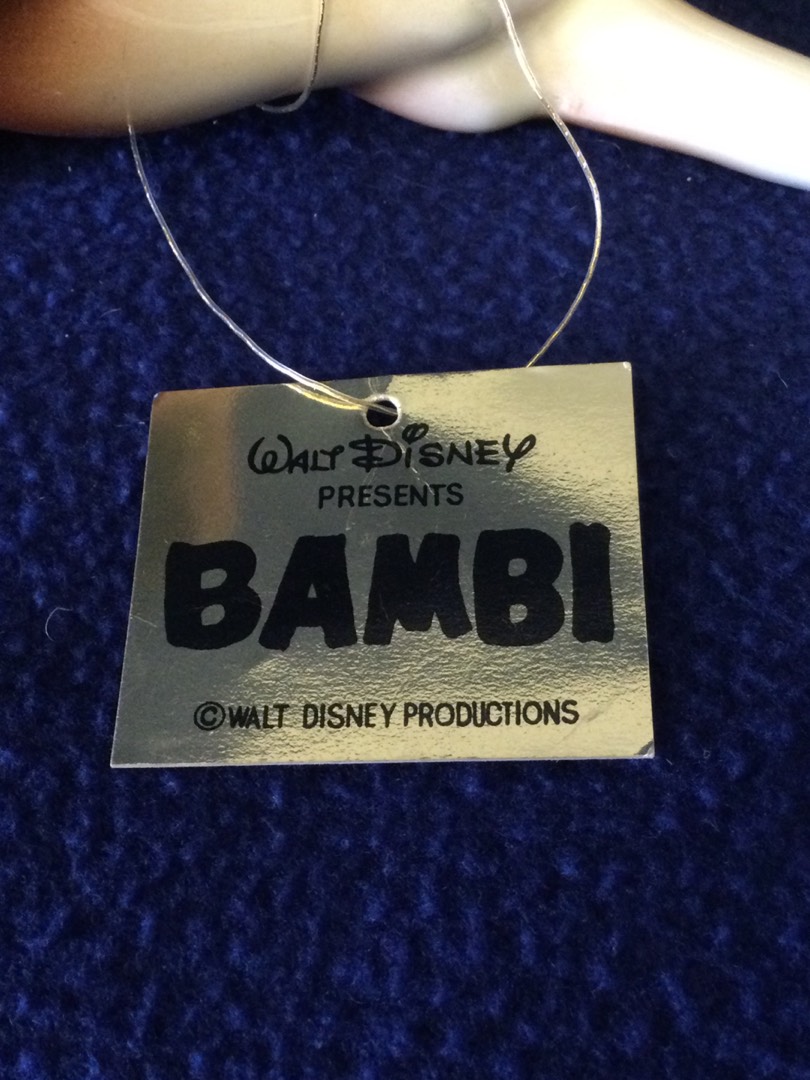 WALT DISNEY
PRESENTS
BAMBI
©WALT DISNEY PRODUCTIONS